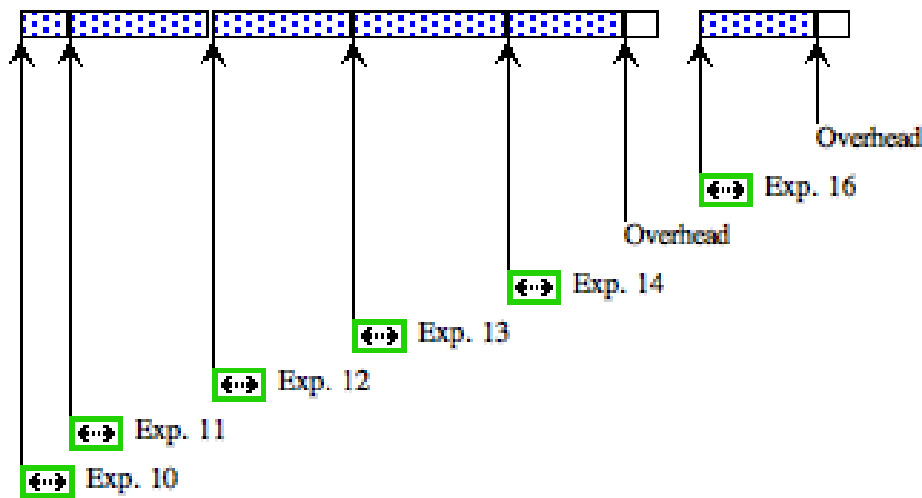 Overhead
Exp. 16
Overhead
Exp. 14
Exp. 13
Exp. 12
Exp. 11
Exp. 10